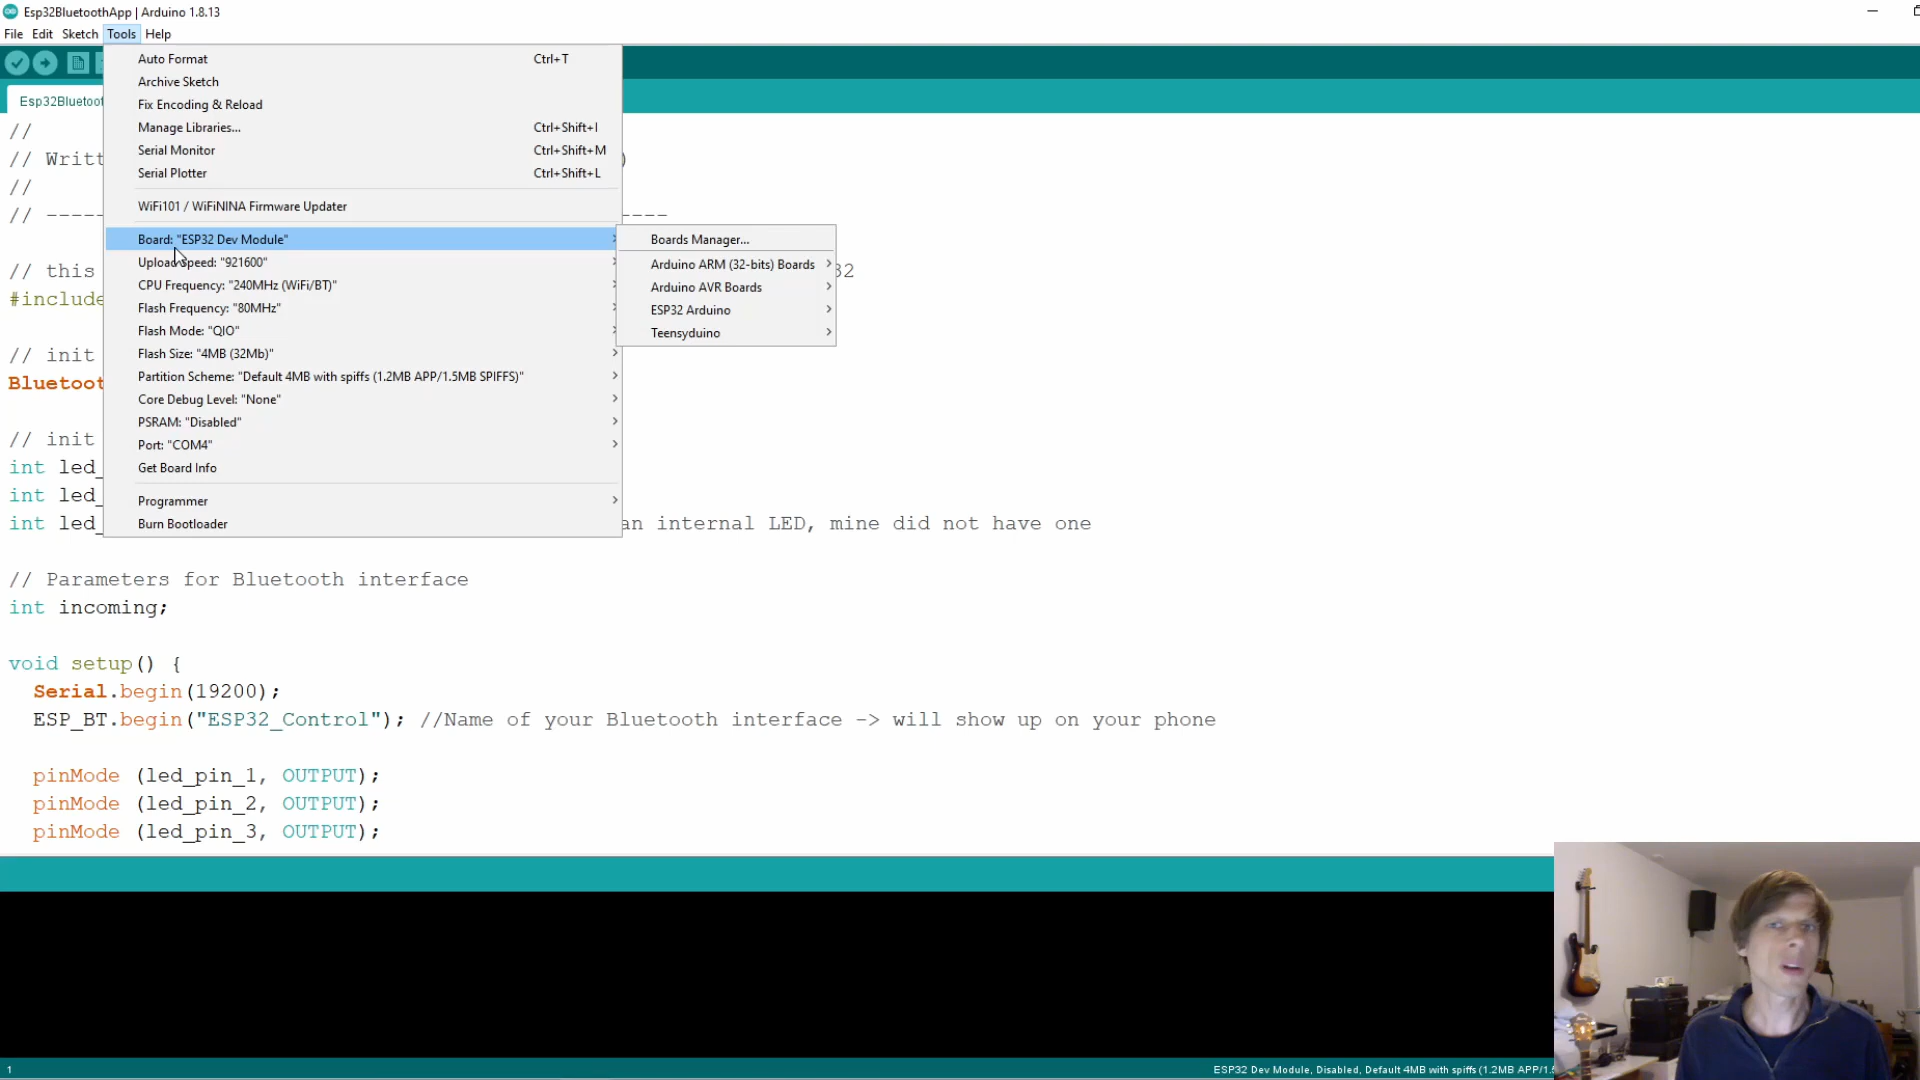 Esp32BluetoothApp | Arduino 1.8.13
File Edit Sketch Tools Help
Esp32Bluetoot
Auto Format Ctrl+T
Archive Sketch
Fix Encoding & Reload
Manage Libraries... Ctrl+Shift+I
Serial Monitor Ctrl+Shift+M
Serial Plotter Ctrl+Shift+L
WiFi101 / WiFiNINA Firmware Updater
Board: "ESP32 Dev Module"
Upload Speed: "921600"
CPU Frequency: "240MHz (WiFi/BT)"
Flash Frequency: "80MHz"
Flash Mode: "QIO"
Flash Size: "4MB (32Mb)"
Partition Scheme: "Default 4MB with spiffs (1.2MB APP/1.5MB SPIFFS)"
Core Debug Level: "None"
PSRAM: "Disabled"
Port: "COM4"
Get Board Info
Programmer
Burn Bootloader
Boards Manager...
Arduino ARM (32-bits) Boards
Arduino AVR Boards
ESP32 Arduino
Teensyduino
//
// Writt )
//
// ----- ----
// this 32
#include
// init
Bluetoot
// init
int led_
int led_
int led_ an internal LED, mine did not have one
// Parameters for Bluetooth interface
int incoming;
void setup() {
Serial.begin(19200);
ESP_BT.begin("ESP32_Control"); //Name of your Bluetooth interface -> will show up on your phone
pinMode (led_pin_1, OUTPUT);
pinMode (led_pin_2, OUTPUT);
pinMode (led_pin_3, OUTPUT);
1
ESP32 Dev Module, Disabled, Default 4MB with spiffs (1.2MB APP/1.